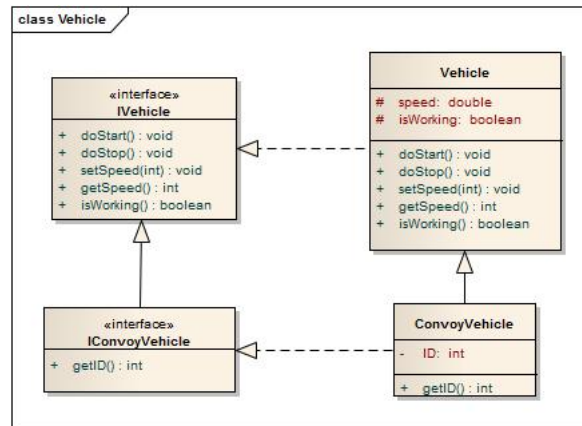 class Vehicle
«interface»
IVehicle
+ doStart() : void
+ doStop() : void
+ setSpeed(int) : void
+ getSpeed() : int
+ isWorking() : boolean
Vehicle
# speed: double
# isWorking: boolean
+ doStart() : void
+ doStop() : void
+ setSpeed(int) : void
+ getSpeed() : int
+ isWorking() : boolean
«interface»
IConvoyVehicle
+ getID() : int
ConvoyVehicle
- ID: int
+ getID() : int